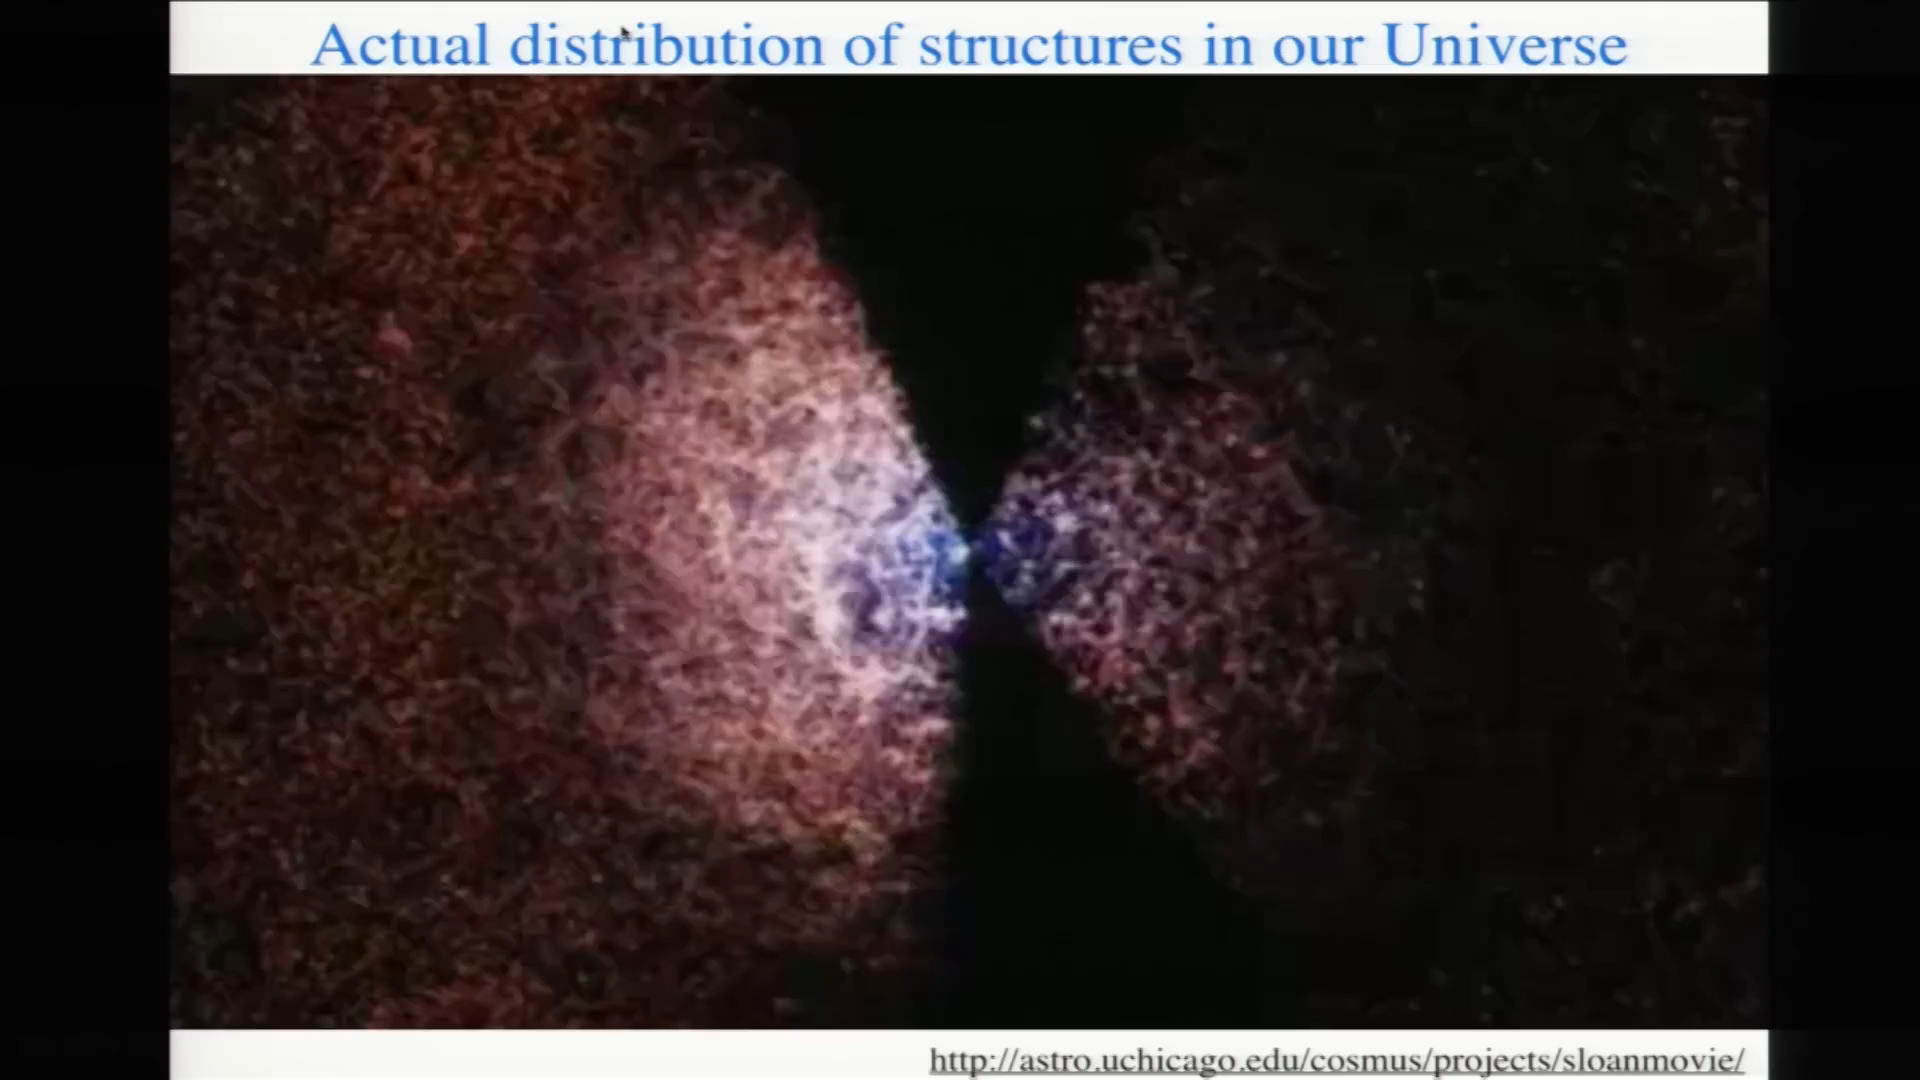 Actual distribution of structures in our Universe
http://astro.uchicago.edu/cosmus/projects/sloanmovie/